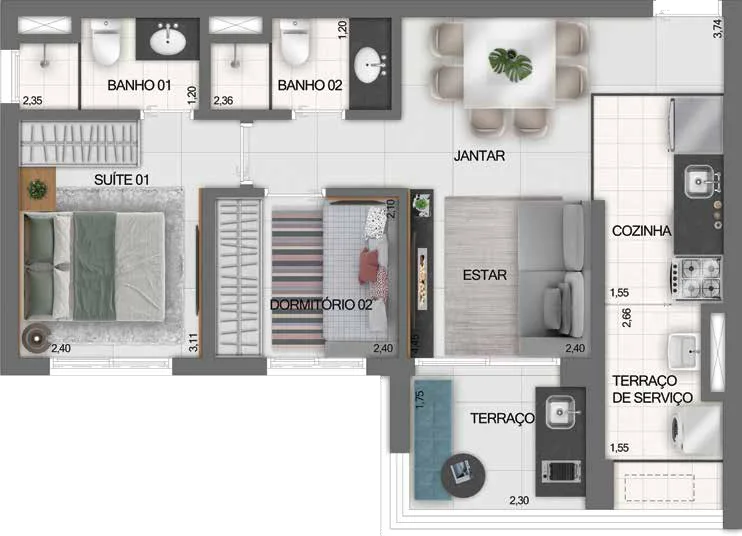 BANHO 01
2,35
1,20
BANHO 02
2,36
1,20
3,74
JANTAR
SUÍTE 01
2,10
COZINHA
ESTAR
DORMITÓRIO 02
1,55
2,66
2,40
3,11
2,40
4,45
2,40
TERRAÇO
DE SERVIÇO
1,75
TERRAÇO
1,55
2,30